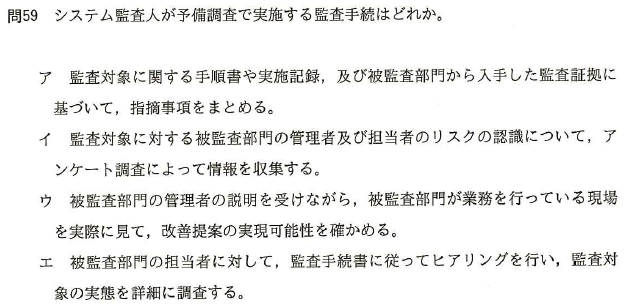 問59 システム監査人が予備調査で実施する監査手続はどれか。
ア 監査対象に関する手順書や実施記録，及び被監査部門から入手した監査証拠に
基づいて，指摘事項をまとめる。
イ 監査対象に対する被監査部門の管理者及び担当者のリスクの認識について，ア
ンケート調査によって情報を収集する。
ウ 被監査部門の管理者の説明を受けながら，被監査部門が業務を行っている現場
を実際に見て，改善提案の実現可能性を確かめる。
エ 被監査部門の担当者に対して，監査手続書に従ってヒアリングを行い，監査対
象の実態を詳細に調査する。